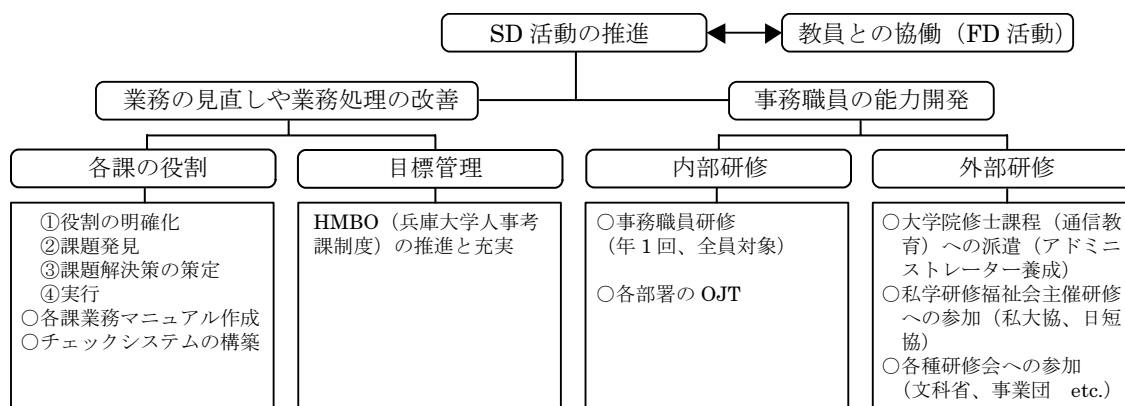 SD 活動の推進
教員との協働（FD 活動）
業務の見直しや業務処理の改善
事務職員の能力開発
各課の役割
目標管理
内部研修
外部研修
①役割の明確化
②課題発見
③課題解決策の策定
④実行
○各課業務マニュアル作成
○チェックシステムの構築
HMBO（兵庫大学人事考
課制度）の推進と充実
○事務職員研修
（年１回、全員対象）
○各部署の OJT
○大学院修士課程（通信教
育）への派遣（アドミニ
ストレーター養成）
○私学研修福祉会主催研修
への参加（私大協、日短
協）
○各種研修会への参加
（文科省、事業団　etc.）